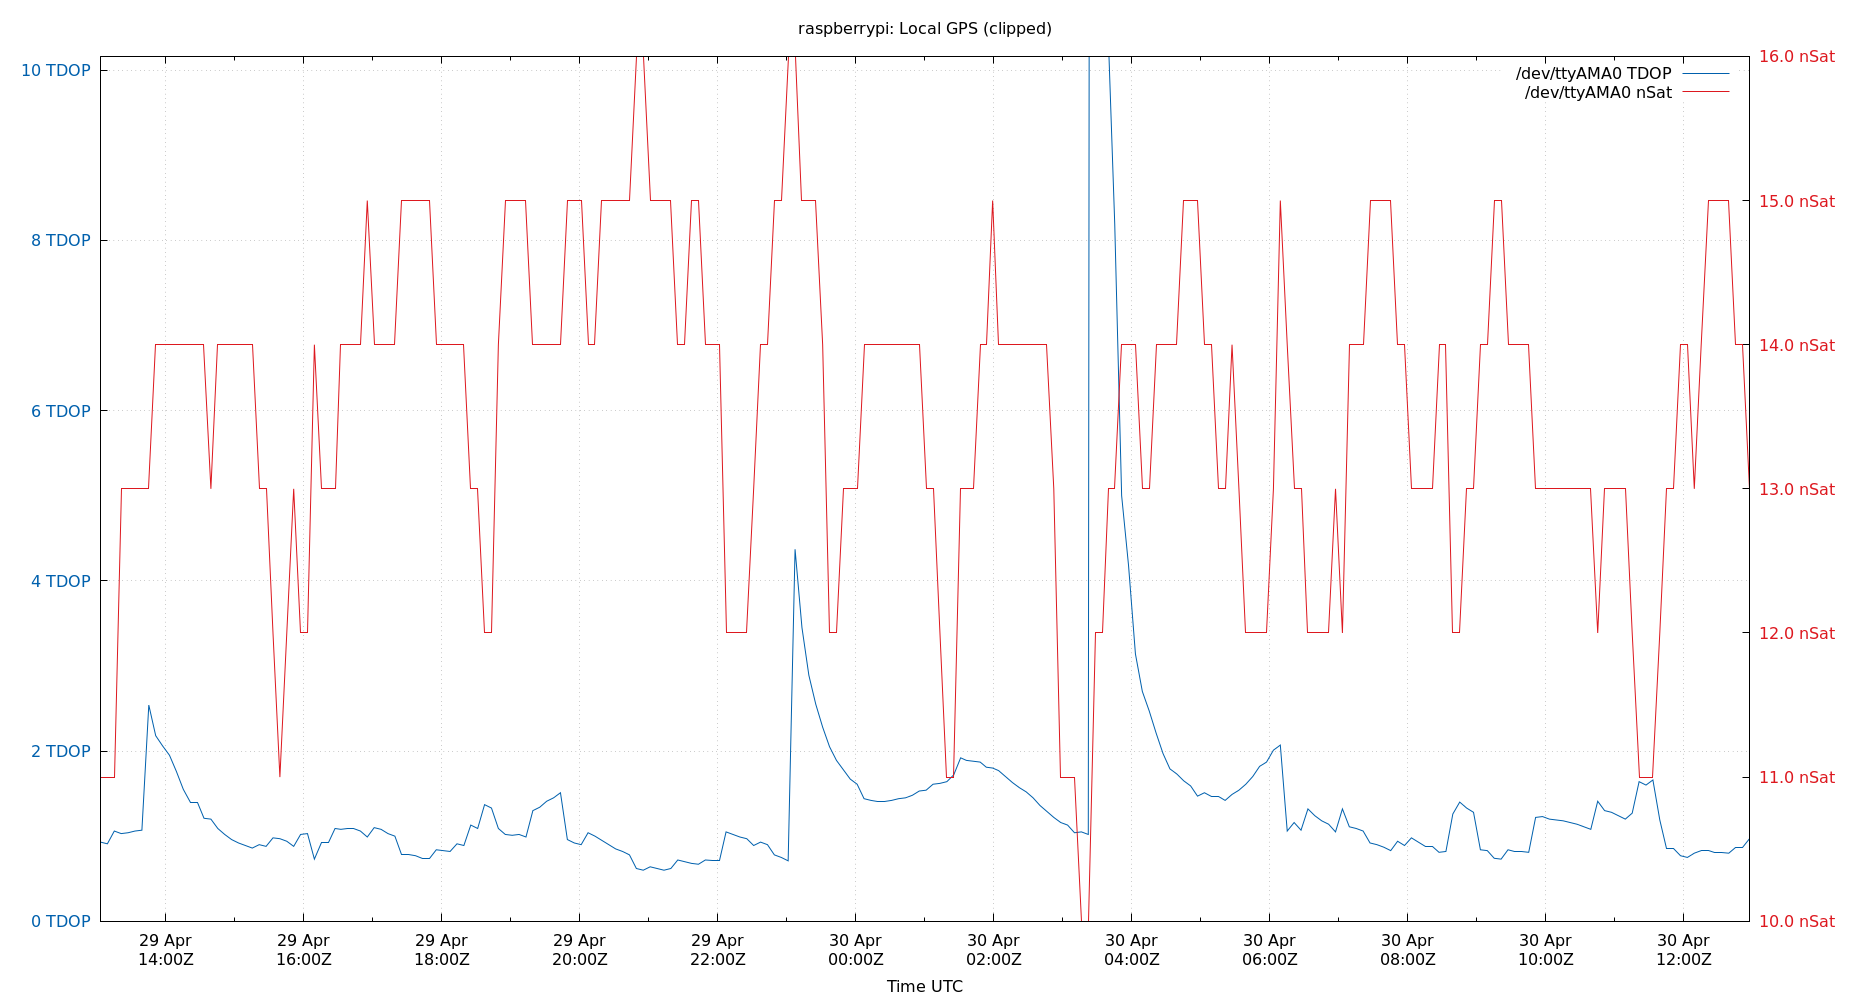 raspberrypi: Local GPS (clipped)
10 TDOP
8 TDOP
6 TDOP
4 TDOP
2 TDOP
0 TDOP
16.0 nSat
15.0 nSat
14.0 nSat
13.0 nSat
12.0 nSat
11.0 nSat
10.0 nSat
/dev/ttyAMA0 TDOP
/dev/ttyAMA0 nSat
29 Apr
14:00Z
29 Apr
16:00Z
29 Apr
18:00Z
29 Apr
20:00Z
29 Apr
22:00Z
30 Apr
00:00Z
30 Apr
02:00Z
30 Apr
04:00Z
30 Apr
06:00Z
30 Apr
08:00Z
30 Apr
10:00Z
30 Apr
12:00Z
Time UTC